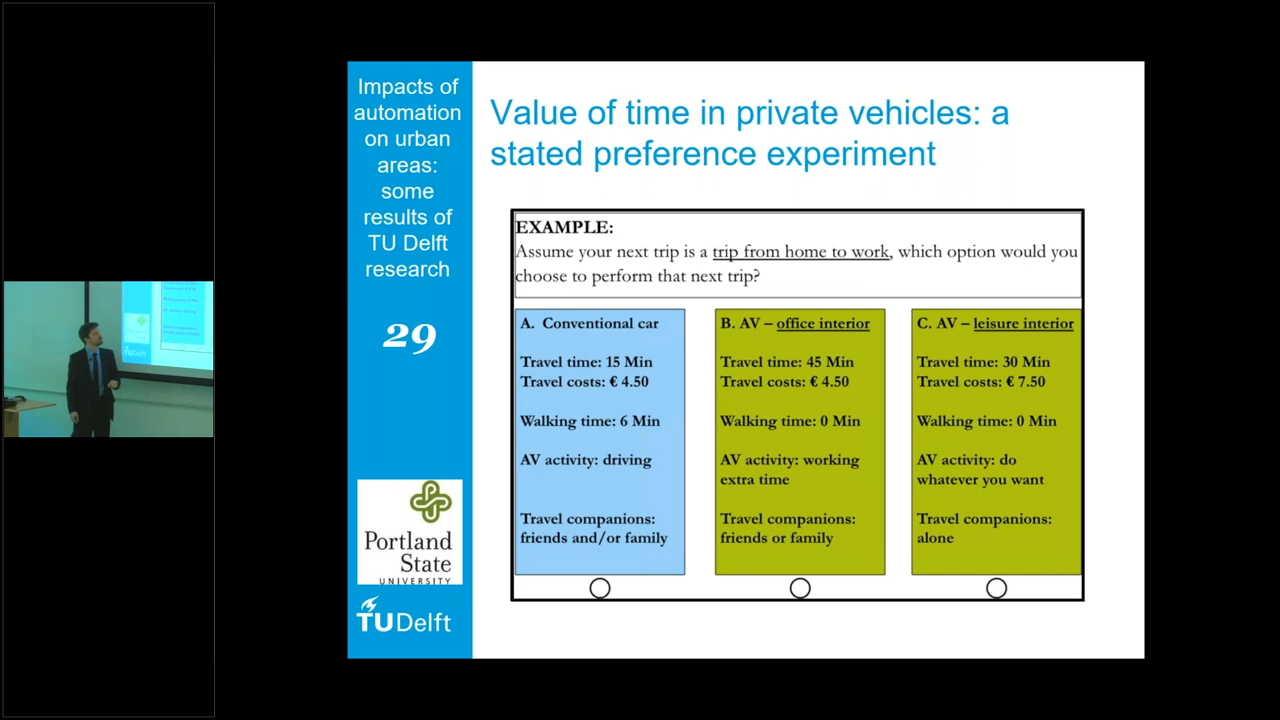 Impacts of
automation
on urban
areas:
some
results of
TU Delft
research
29
Portland
State
UNIVERSITY
TUDelft
Value of time in private vehicles: a
stated preference experiment
EXAMPLE:
Assume your next trip is a trip from home to work, which option would you
choose to perform that next trip?
A. Conventional car
Travel time: 15 Min
Travel costs: € 4.50
Walking time: 6 Min
AV activity: driving
Travel companions:
friends and/or family
B. AV – office interior
Travel time: 45 Min
Travel costs: € 4.50
Walking time: 0 Min
AV activity: working
extra time
Travel companions:
friends or family
C. AV – leisure interior
Travel time: 30 Min
Travel costs: € 7.50
Walking time: 0 Min
AV activity: do
whatever you want
Travel companions:
alone
TUDelft